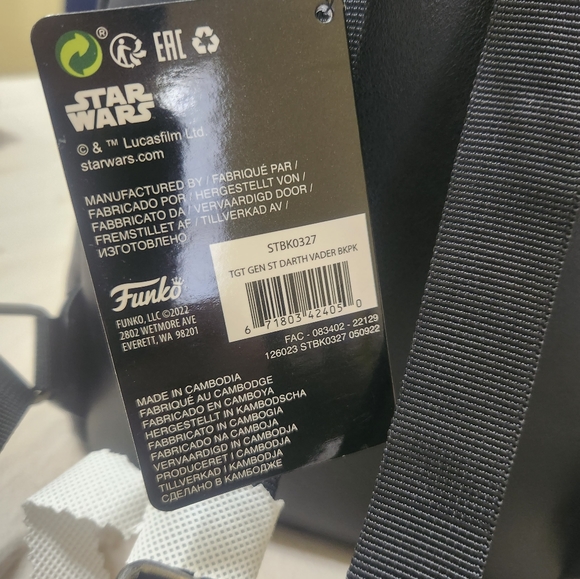 ®
EAC
STAR
WARS
© & ™ Lucasfilm Ltd.
starwars.com
MANUFACTURED BY / FABRIQUÉ PAR /
FABRICADO POR / HERGESTELLT VON /
FABBRICATO DA / VERVAARDIGD DOOR /
FREMSTILLET AF / TILLVERKAD AV /
ИЗГОТОВЛЕНО
Funko
FUNKO, LLC ©2022
2802 WETMORE AVE
EVERETT, WA 98201
STBK0327
TGT GEN ST DARTH VADER BKPK
6 71803 42405 0
FAC - 083402 - 22129
126023 STBK0327 050922
MADE IN CAMBODIA
FABRIQUÉ AU CAMBODGE
FABRICADO EN CAMBOYA
HERGESTELLT IN KAMBODSCHA
FABBRICATO IN CAMBOGIA
FABRICADO NA CAMBOJA
VERVAARDIGD IN CAMBODJA
PRODUCERET I CAMBODJA
TILLVERKAD I KAMBODJA
СДЕЛАНО В КАМБОДЖЕ